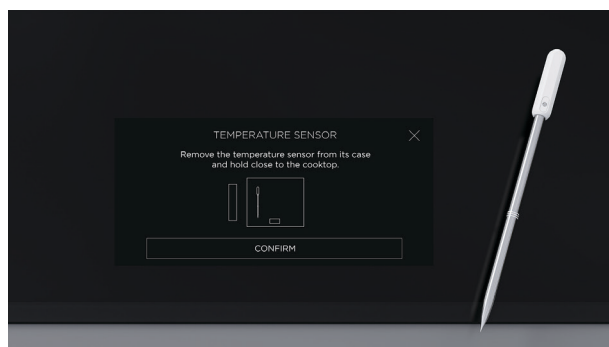 TEMPERATURE SENSOR
Remove the temperature sensor from its case
and hold close to the cooktop.
CONFIRM